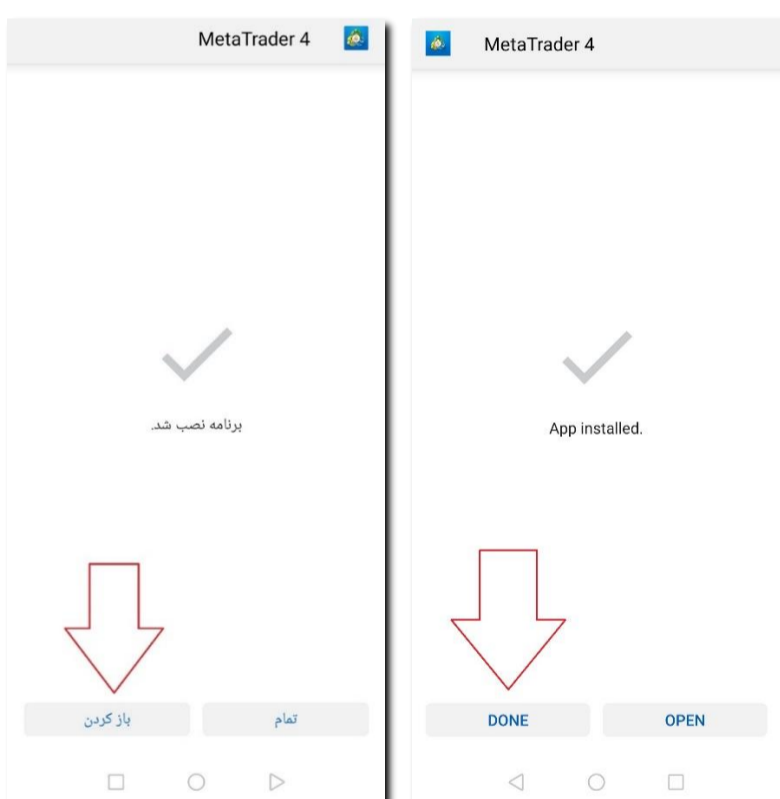 MetaTrader 4
برنامه نصب شد.
باز کردن
تمام
MetaTrader 4
App installed.
DONE
OPEN